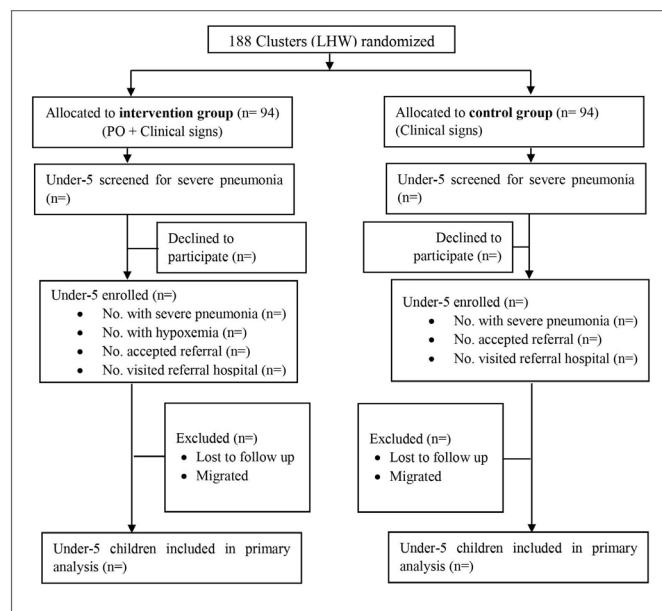 188 Clusters (LHW) randomized
Allocated to intervention group (n= 94)
(PO + Clinical signs)
Allocated to control group (n= 94)
(Clinical signs)
Under-5 screened for severe pneumonia
(n=)
Under-5 screened for severe pneumonia
(n=)
Declined to
participate (n=)
Declined to
participate (n=)
Under-5 enrolled (n=)
• No. with severe pneumonia (n=)
• No. with hypoxemia (n=)
• No. accepted referral (n=)
• No. visited referral hospital (n=)
Under-5 enrolled (n=)
• No. with severe pneumonia (n=)
• No. accepted referral (n=)
• No. visited referral hospital (n=)
Excluded (n=)
• Lost to follow up
• Migrated
Excluded (n=)
• Lost to follow up
• Migrated
Under-5 children included in primary
analysis (n=)
Under-5 children included in primary
analysis (n=)